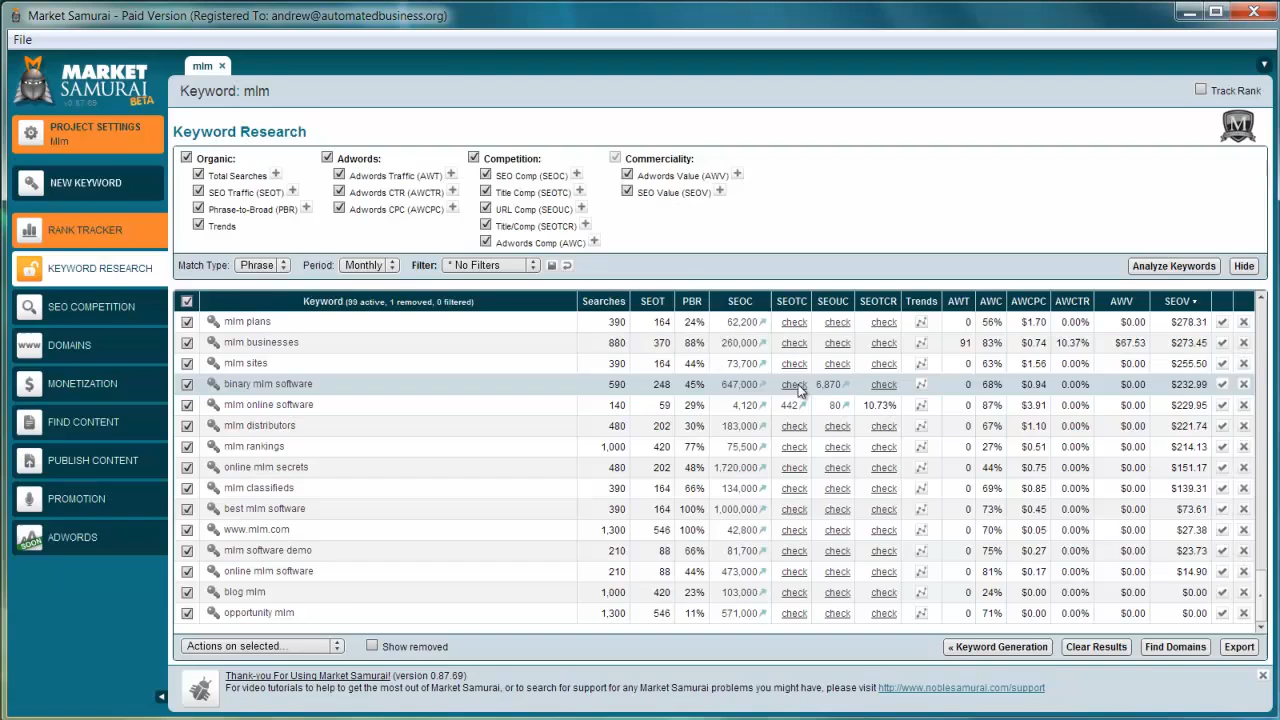 Market Samurai - Paid Version (Registered To: andrew@automatedbusiness.org)
File
MARKET SAMURAI
v0.87.69 BETA
mlm
Keyword: mlm
Track Rank
PROJECT SETTINGS
Mlm
NEW KEYWORD
RANK TRACKER
KEYWORD RESEARCH
SEO COMPETITION
WWW DOMAINS
$ MONETIZATION
FIND CONTENT
PUBLISH CONTENT
PROMOTION
SOON ADWORDS
Keyword Research
M
Organic: Adwords: Competition: Commerciality:
Total Searches + Adwords Traffic (AWT) + SEO Comp (SEOC) + Adwords Value (AWV) +
SEO Traffic (SEOT) + Adwords CTR (AWCTR) + Title Comp (SEOTC) + SEO Value (SEOV) +
Phrase-to-Broad (PBR) + Adwords CPC (AWCPC) + URL Comp (SEOUC) +
Trends Title/Comp (SEOTCR) +
Adwords Comp (AWC) +
Match Type: Phrase Period: Monthly Filter: * No Filters Analyze Keywords Hide
Keyword (99 active, 1 removed, 0 filtered) Searches SEOT PBR SEOC SEOTC SEOUC SEOTCR Trends AWT AWC AWCPC AWCTR AWV SEOV
mlm plans 390 164 24% 62,200 check check check 0 56% $1.70 0.00% $0.00 $278.31
mlm businesses 880 370 88% 260,000 check check check 91 83% $0.74 10.37% $67.53 $273.45
mlm sites 390 164 44% 73,700 check check check 0 63% $1.56 0.00% $0.00 $255.50
binary mlm software 590 248 45% 647,000 check 6,870 check 0 68% $0.94 0.00% $0.00 $232.99
mlm online software 140 59 29% 4,120 442 80 10.73% 0 87% $3.91 0.00% $0.00 $229.95
mlm distributors 480 202 30% 183,000 check check check 0 67% $1.10 0.00% $0.00 $221.74
mlm rankings 1,000 420 77% 75,500 check check check 0 27% $0.51 0.00% $0.00 $214.13
online mlm secrets 480 202 48% 1,720,000 check check check 0 44% $0.75 0.00% $0.00 $151.17
mlm classifieds 390 164 66% 134,000 check check check 0 69% $0.85 0.00% $0.00 $139.31
best mlm software 390 164 100% 1,000,000 check check check 0 73% $0.45 0.00% $0.00 $73.61
www.mlm.com 1,300 546 100% 42,800 check check check 0 70% $0.05 0.00% $0.00 $27.38
mlm software demo 210 88 66% 81,700 check check check 0 75% $0.27 0.00% $0.00 $23.73
online mlm software 210 88 44% 473,000 check check check 0 81% $0.17 0.00% $0.00 $14.90
blog mlm 1,000 420 23% 103,000 check check check 0 24% $0.00 0.00% $0.00 $0.00
opportunity mlm 1,300 546 11% 571,000 check check check 0 71% $0.00 0.00% $0.00 $0.00
Actions on selected... Show removed « Keyword Generation Clear Results Find Domains Export
Thank-you For Using Market Samurai! (version 0.87.69)
For video tutorials to help to get the most out of Market Samurai, or to search for support for any Market Samurai problems you might have, please visit http://www.noblesamurai.com/support